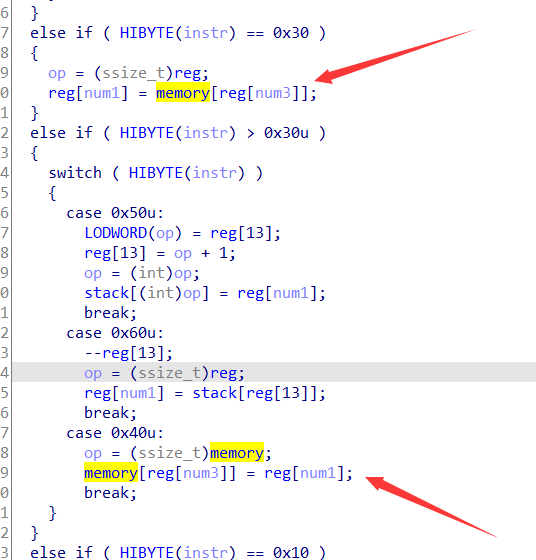 6 }
7 else if ( HIBYTE(instr) == 0x30 )
8 {
9 op = (ssize_t)reg;
0 reg[num1] = memory[reg[num3]];
1 }
2 else if ( HIBYTE(instr) > 0x30u )
3 {
4 switch ( HIBYTE(instr) )
5 {
6 case 0x50u:
7 LODWORD(op) = reg[13];
8 reg[13] = op + 1;
9 op = (int)op;
0 stack[(int)op] = reg[num1];
1 break;
2 case 0x60u:
3 --reg[13];
4 op = (ssize_t)reg;
5 reg[num1] = stack[reg[13]];
6 break;
7 case 0x40u:
8 op = (ssize_t)memory;
9 memory[reg[num3]] = reg[num1];
0 break;
1 }
2 }
3 else if ( HIBYTE(instr) == 0x10 )